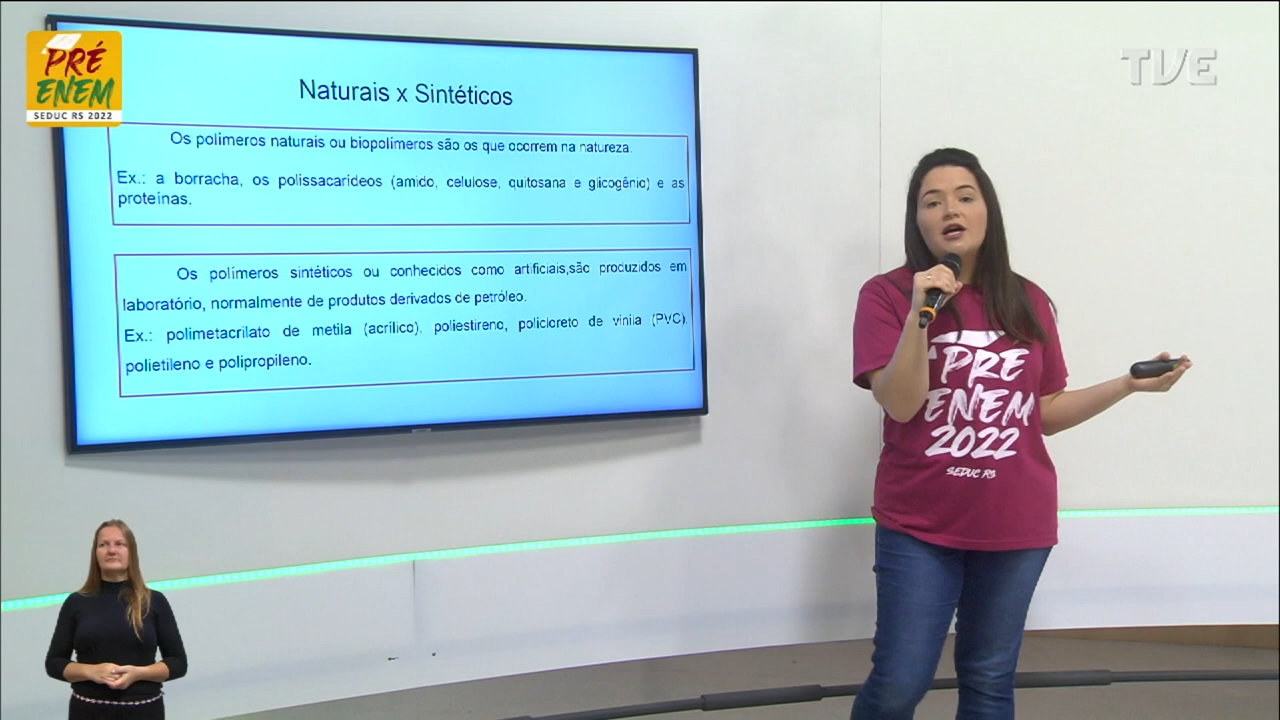 PRÉ
ENEM
SEDUC RS 2022
TVE
Naturais x Sintéticos
Os polímeros naturais ou biopolímeros são os que ocorrem na natureza.
Ex.: a borracha, os polissacarídeos (amido, celulose, quitosana e glicogênio) e as
proteínas.
Os polímeros sintéticos ou conhecidos como artificiais,são produzidos em
laboratório, normalmente de produtos derivados de petróleo.
Ex.: polimetacrilato de metila (acrílico), poliestireno, policloreto de vinila (PVC),
polietileno e polipropileno.
PRÉ
ENEM
2022
SEDUC RS